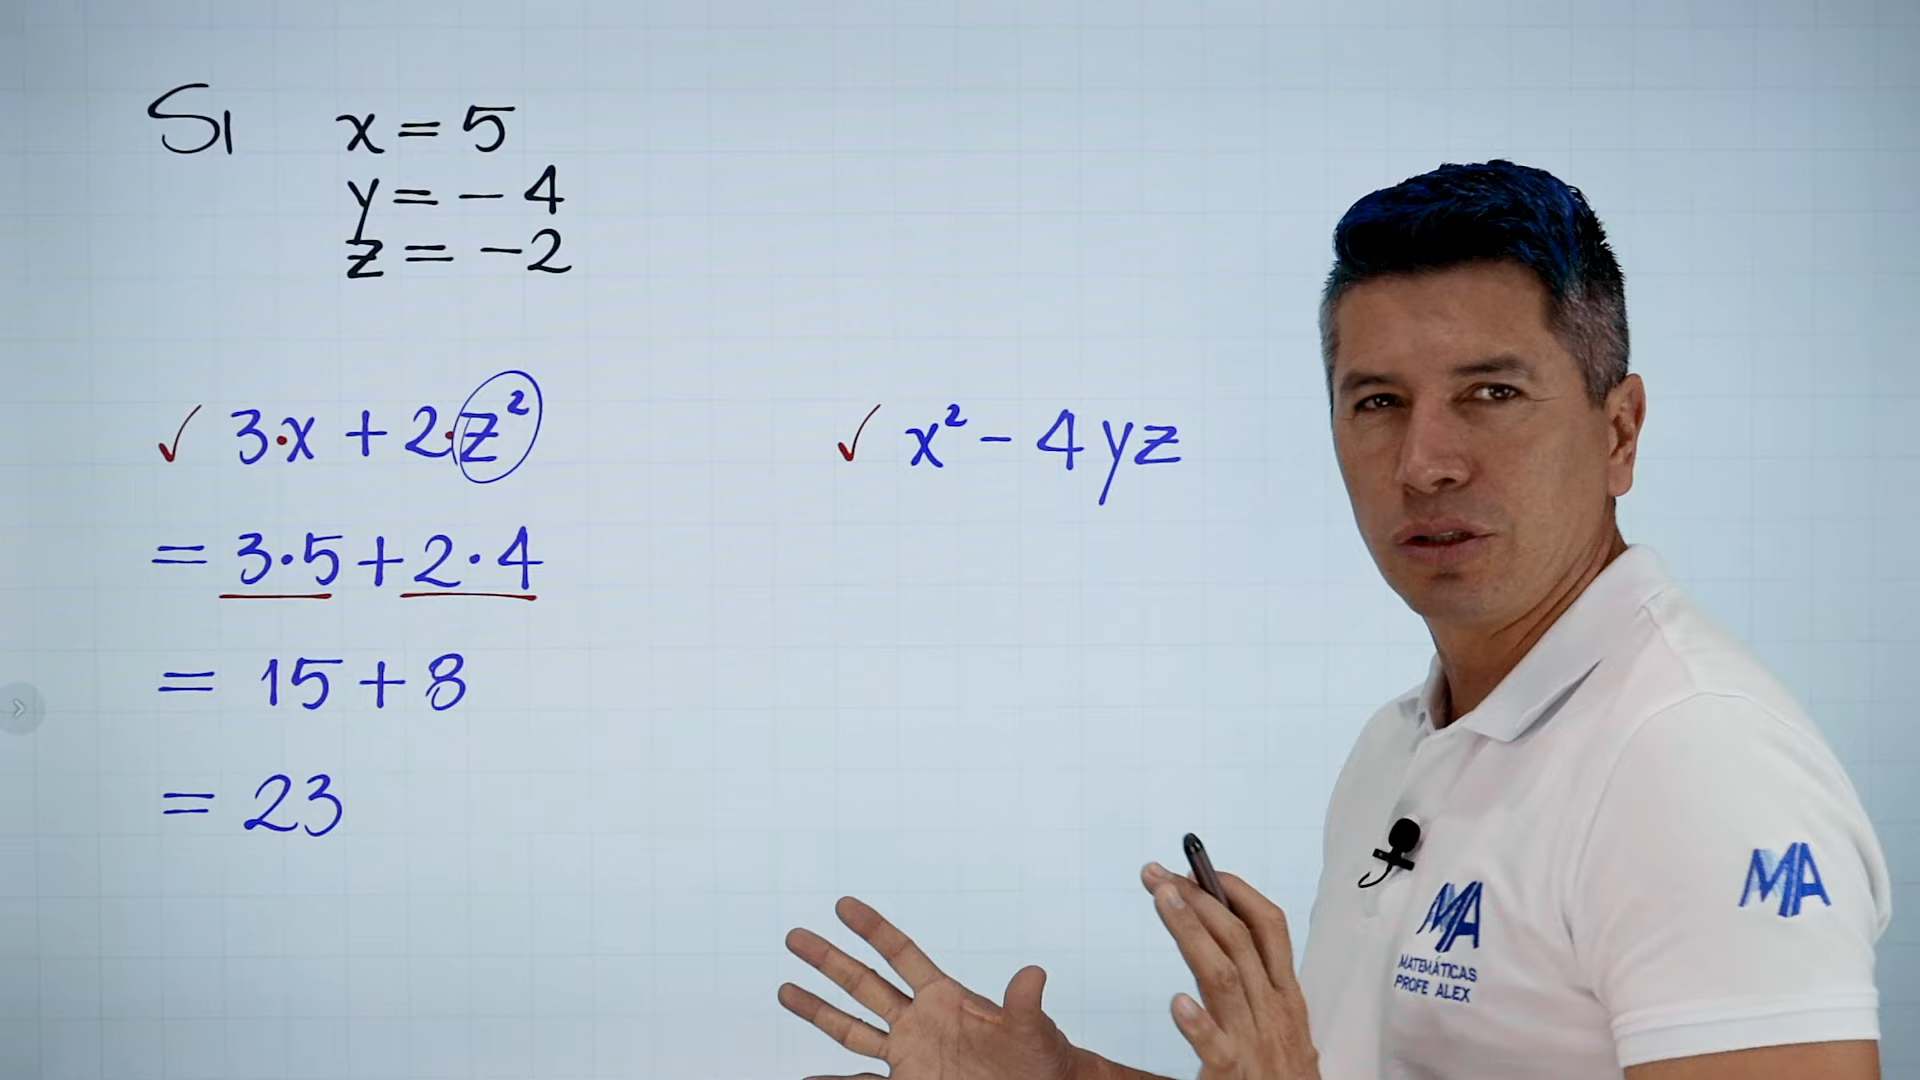 SI x = 5
y = - 4
z = -2
✓ 3·x + 2·z²
= 3·5 + 2·4
= 15 + 8
= 23
✓ x² - 4yz
MA
MATEMÁTICAS
PROFE ALEX
MA